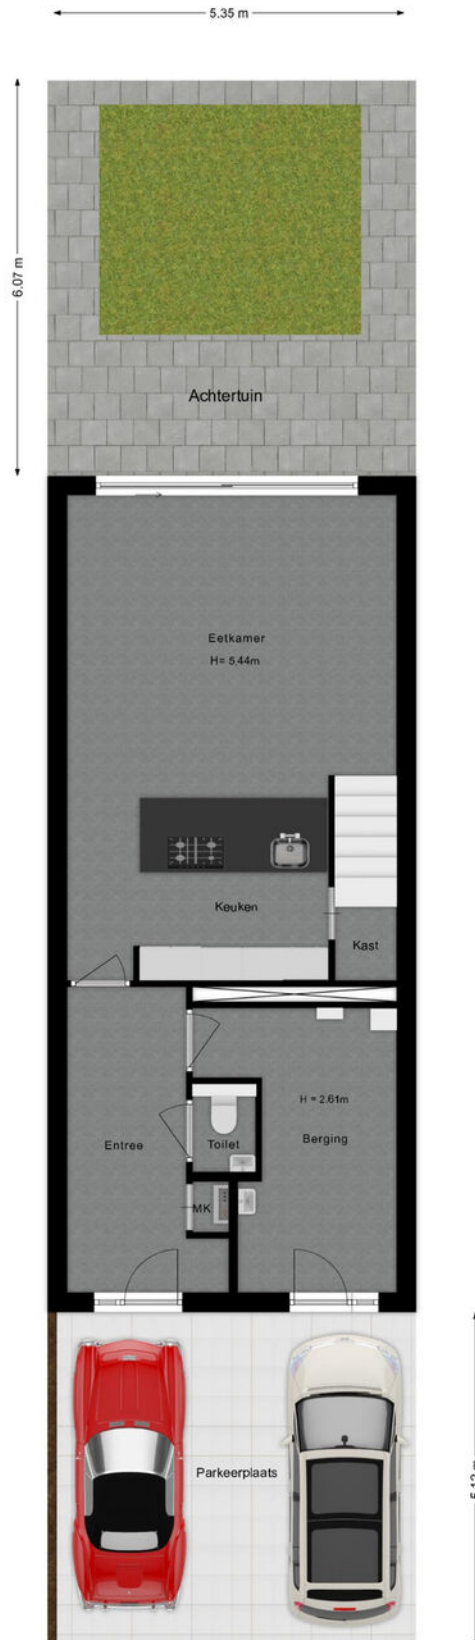 5.35 m
6.07 m
Achtertuin
Eetkamer
H= 5,44m
Keuken
Kast
H = 2.61m
Berging
Entree
Toilet
MK
Parkeerplaats